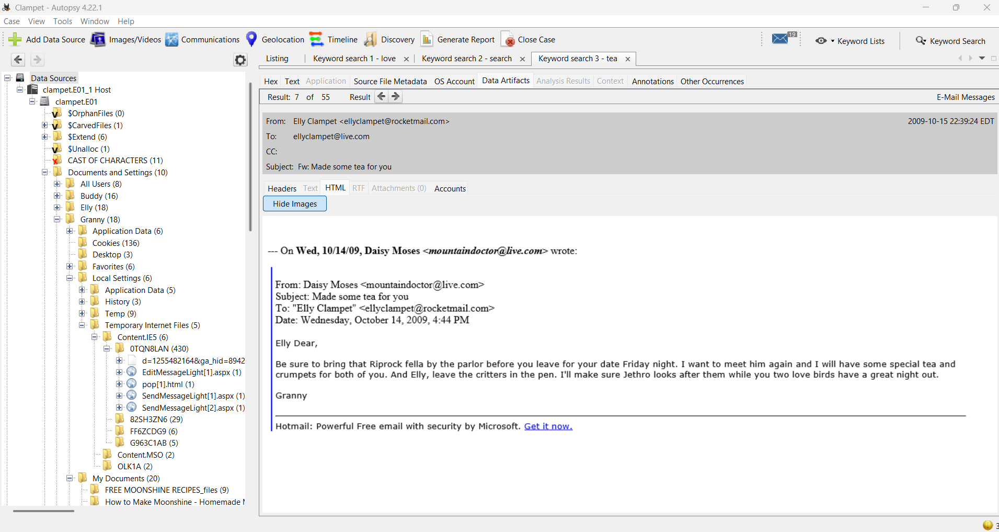 Clampet - Autopsy 4.22.1
Case View Tools Window Help
Add Data Source Images/Videos Communications Geolocation Timeline Discovery Generate Report Close Case 19 Keyword Lists Keyword Search
Listing Keyword search 1 - love × Keyword search 2 - search × Keyword search 3 - tea ×
Data Sources
clampet.E01_1 Host
clampet.E01
$OrphanFiles (0)
$CarvedFiles (1)
$Extend (6)
$Unalloc (1)
CAST OF CHARACTERS (11)
Documents and Settings (10)
All Users (8)
Buddy (16)
Elly (18)
Granny (18)
Application Data (6)
Cookies (136)
Desktop (3)
Favorites (6)
Local Settings (6)
Application Data (5)
History (3)
Temp (9)
Temporary Internet Files (5)
Content.IE5 (6)
0TQN8LAN (430)
d=1255482164&ga_hid=8942
EditMessageLight[1].aspx (1)
pop[1].html (1)
SendMessageLight[1].aspx (1)
SendMessageLight[2].aspx (1)
82SH3ZN6 (29)
FF6ZCDG9 (6)
G963C1AB (5)
Content.MSO (2)
OLK1A (2)
My Documents (20)
FREE MOONSHINE RECIPES_files (9)
How to Make Moonshine - Homemade
Hex Text Application Source File Metadata OS Account Data Artifacts Analysis Results Context Annotations Other Occurrences
Result: 7 of 55 Result E-Mail Messages
From: Elly Clampet <ellyclampet@rocketmail.com> 2009-10-15 22:39:24 EDT
To: ellyclampet@live.com
CC:
Subject: Fw: Made some tea for you
Headers Text HTML RTF Attachments (0) Accounts
Hide Images
--- On Wed, 10/14/09, Daisy Moses <mountaindoctor@live.com> wrote:
From: Daisy Moses <mountaindoctor@live.com>
Subject: Made some tea for you
To: "Elly Clampet" <ellyclampet@rocketmail.com>
Date: Wednesday, October 14, 2009, 4:44 PM
Elly Dear,
Be sure to bring that Riprock fella by the parlor before you leave for your date Friday night. I want to meet him again and I will have some special tea and
crumpets for both of you. And Elly, leave the critters in the pen. I'll make sure Jethro looks after them while you two love birds have a great night out.
Granny
Hotmail: Powerful Free email with security by Microsoft. Get it now.